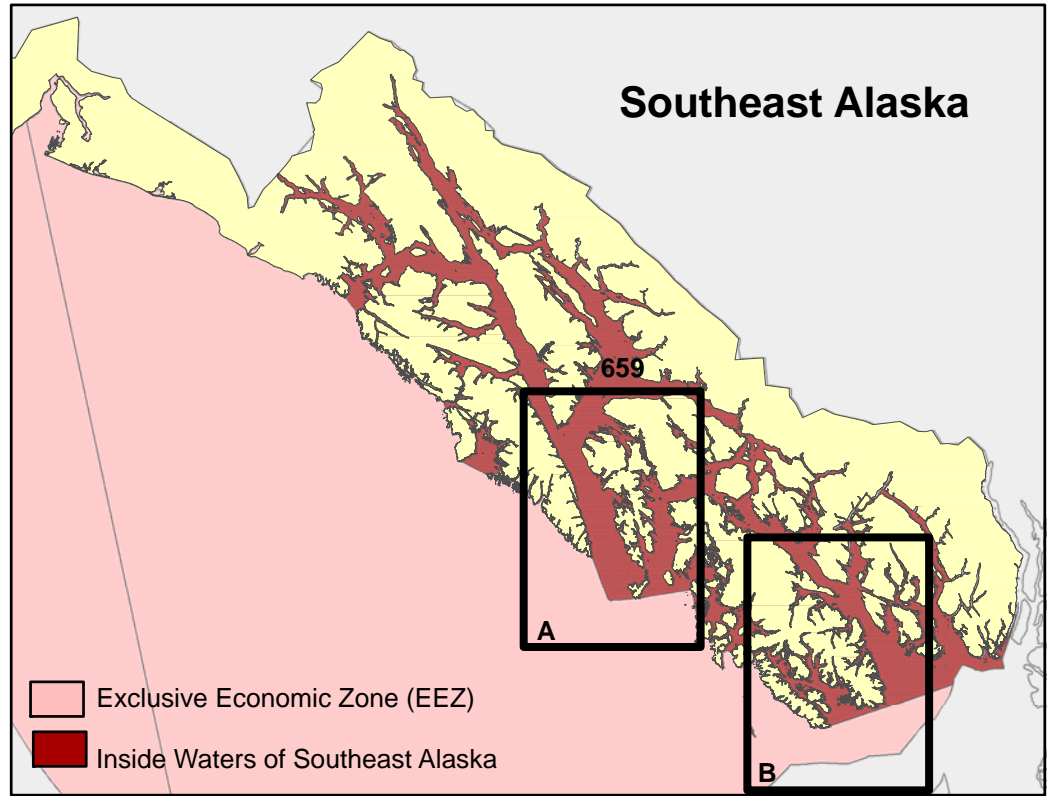 Southeast Alaska
659
A
Exclusive Economic Zone (EEZ)
Inside Waters of Southeast Alaska
B